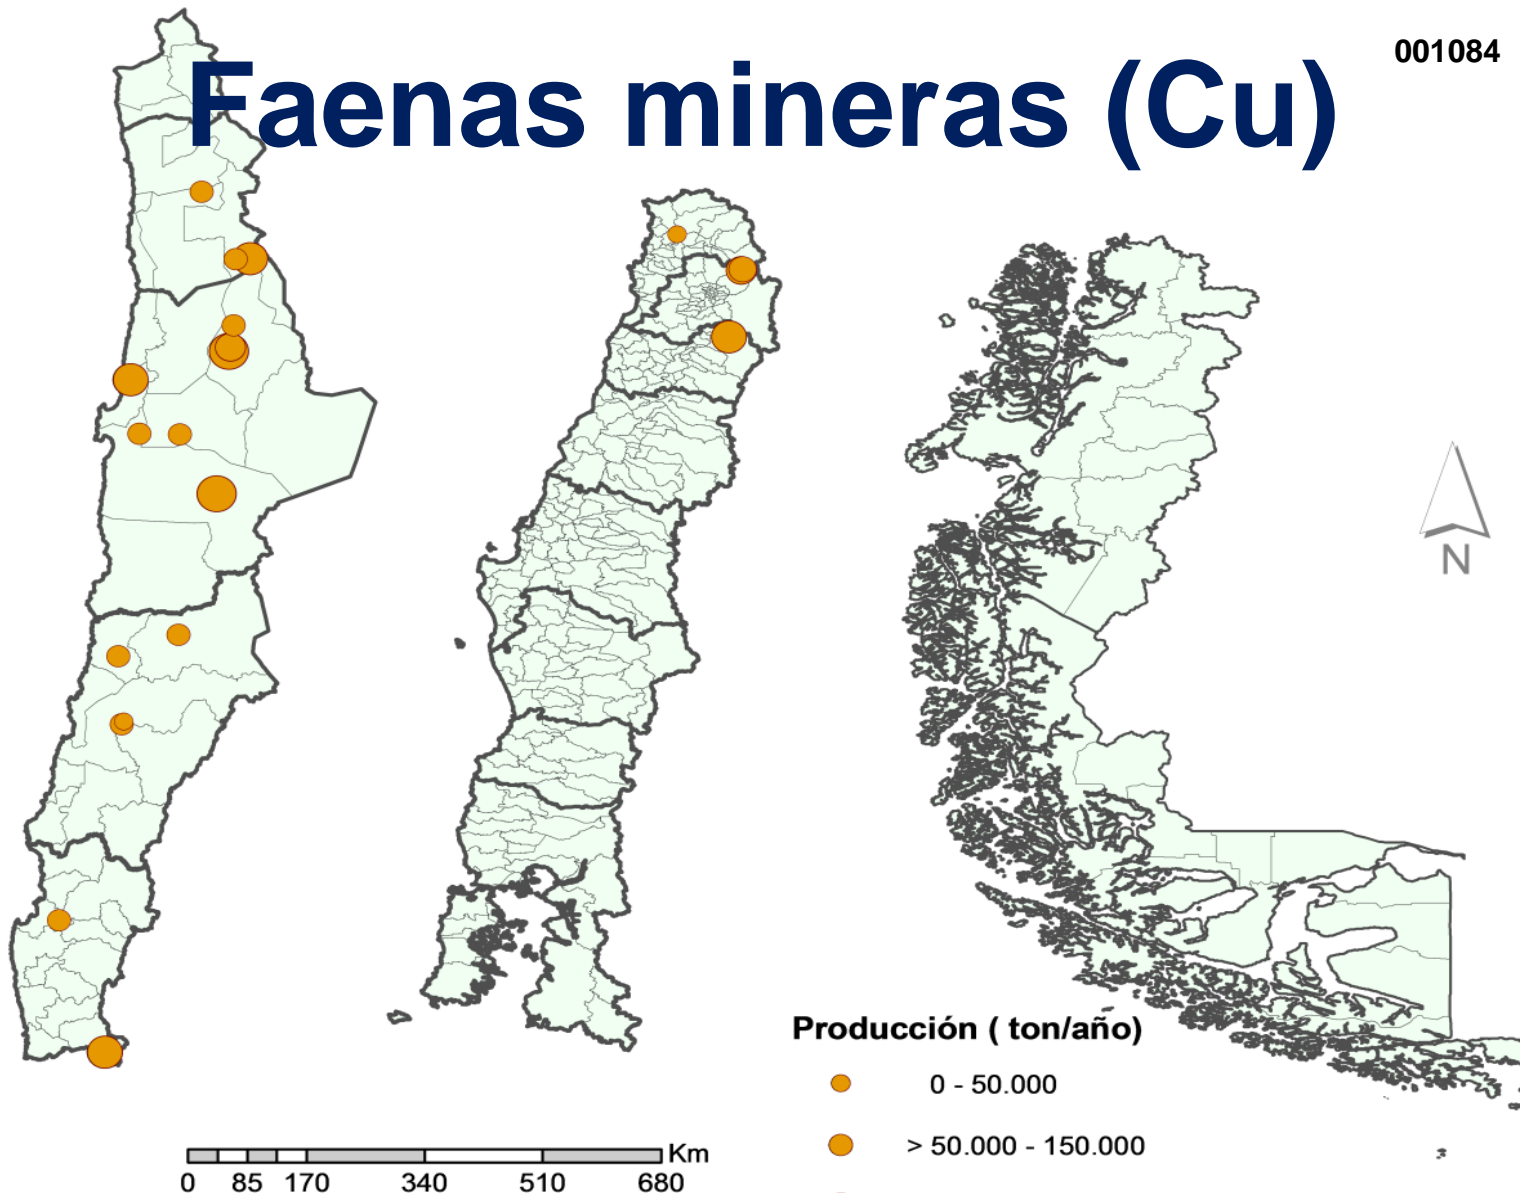 001084
Faenas mineras (Cu)
N
Producción ( ton/año)
0 - 50.000
> 50.000 - 150.000
Km
0 85 170 340 510 680